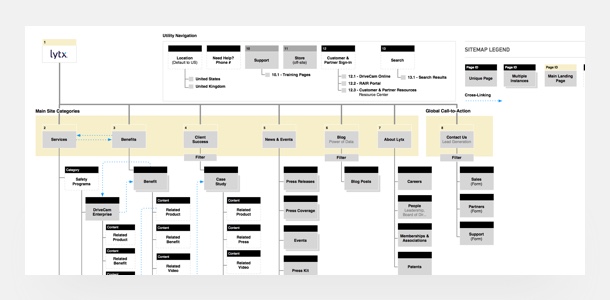 Utility Navigation
SITEMAP LEGEND
1
lytx
Location
(Default to US)
Need Help?
Phone #
10
Support
11
Store
(off-site)
12
Customer &
Partner Sign-in
13
Search
United States
United Kingdom
10.1 - Training Pages
12.1 - DriveCam Online
12.2 - RAIR Portal
12.3 - Customer & Partner Resources
Resource Center
13.1 - Search Results
Page ID
Unique Page
Page ID
Multiple
Instances
Page ID
Main Landing
Page
Cross-Linking
Main Site Categories
Global Call-to-Action
2
Services
3
Benefits
4
Client
Success
5
News & Events
6
Blog
Power of Data
7
About Lytx
8
Contact Us
Lead Generation
Filter
Filter
Filter
Category
Safety
Programs
Benefit
Case
Study
Press Releases
Blog Posts
Careers
Sales
(Form)
DriveCam
Enterprise
Content
Related
Product
Content
Related
Product
Press Coverage
People
Leadership,
Partners
(Form)
Content
Related
Product
Content
Related
Benefit
Content
Related
Press
Events
Memberships &
Associations
Support
(Form)
Content
Related
Benefit
Content
Related
Video
Content
Related
Video
Press Kit
Patents
Content